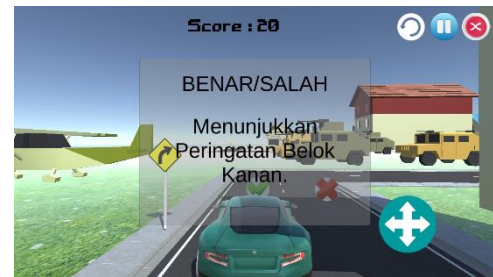 Score : 20
BENAR/SALAH
Menunjukkan
Peringatan Belok
Kanan.